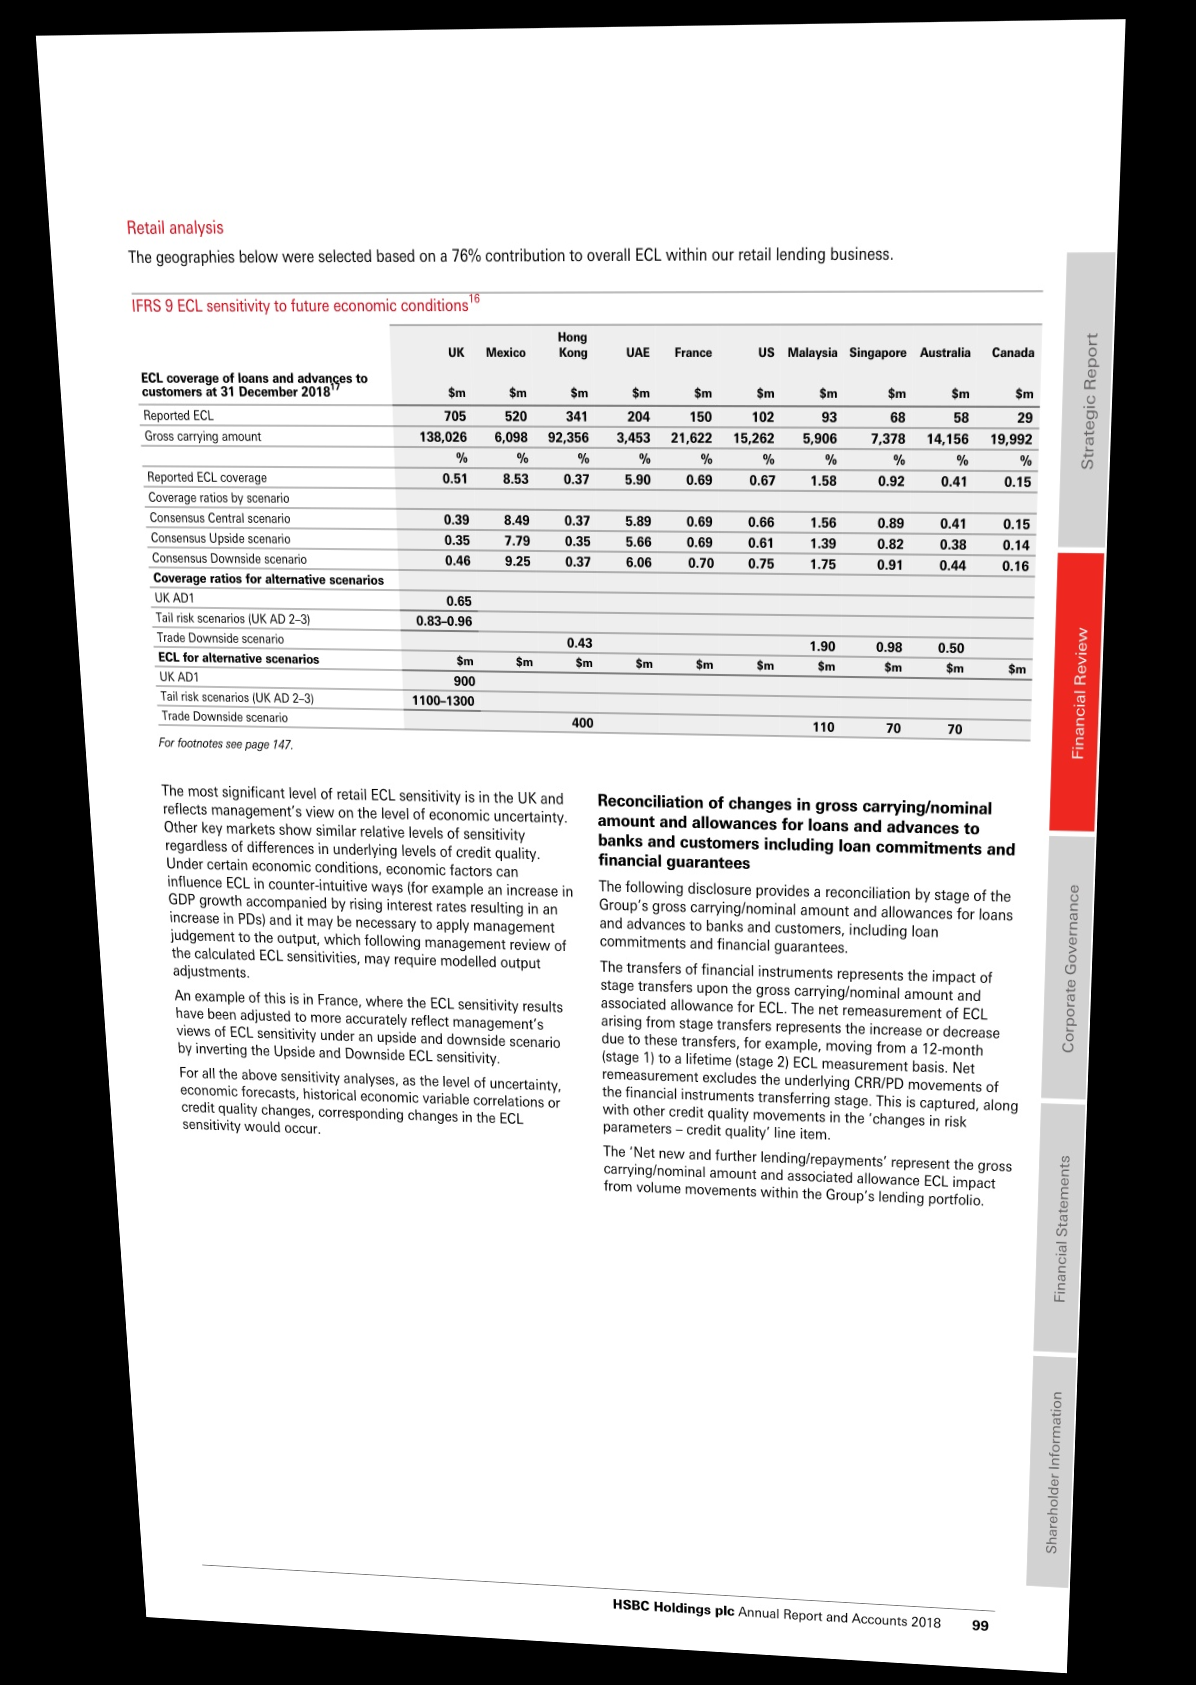 Retail analysis
The geographies below were selected based on a 76% contribution to overall ECL within our retail lending business.
IFRS 9 ECL sensitivity to future economic conditions16
UK Mexico Hong Kong UAE France US Malaysia Singapore Australia Canada
ECL coverage of loans and advances to
customers at 31 December 201817 $m $m $m $m $m $m $m $m $m $m
Reported ECL 705 520 341 204 150 102 93 68 58 29
Gross carrying amount 138,026 6,098 92,356 3,453 21,622 15,262 5,906 7,378 14,156 19,992
% % % % % % % % % %
Reported ECL coverage 0.51 8.53 0.37 5.90 0.69 0.67 1.58 0.92 0.41 0.15
Coverage ratios by scenario
Consensus Central scenario 0.39 8.49 0.37 5.89 0.69 0.66 1.56 0.89 0.41 0.15
Consensus Upside scenario 0.35 7.79 0.35 5.66 0.69 0.61 1.39 0.82 0.38 0.14
Consensus Downside scenario 0.46 9.25 0.37 6.06 0.70 0.75 1.75 0.91 0.44 0.16
Coverage ratios for alternative scenarios
UK AD1 0.65
Tail risk scenarios (UK AD 2–3) 0.83–0.96
Trade Downside scenario 0.43 1.90 0.98 0.50
ECL for alternative scenarios $m $m $m $m $m $m $m $m $m $m
UK AD1 900
Tail risk scenarios (UK AD 2–3) 1100–1300
Trade Downside scenario 400 110 70 70
For footnotes see page 147.
The most significant level of retail ECL sensitivity is in the UK and
reflects management's view on the level of economic uncertainty.
Other key markets show similar relative levels of sensitivity
regardless of differences in underlying levels of credit quality.
Under certain economic conditions, economic factors can
influence ECL in counter-intuitive ways (for example an increase in
GDP growth accompanied by rising interest rates resulting in an
increase in PDs) and it may be necessary to apply management
judgement to the output, which following management review of
the calculated ECL sensitivities, may require modelled output
adjustments.
An example of this is in France, where the ECL sensitivity results
have been adjusted to more accurately reflect management's
views of ECL sensitivity under an upside and downside scenario
by inverting the Upside and Downside ECL sensitivity.
For all the above sensitivity analyses, as the level of uncertainty,
economic forecasts, historical economic variable correlations or
credit quality changes, corresponding changes in the ECL
sensitivity would occur.
Reconciliation of changes in gross carrying/nominal
amount and allowances for loans and advances to
banks and customers including loan commitments and
financial guarantees
The following disclosure provides a reconciliation by stage of the
Group's gross carrying/nominal amount and allowances for loans
and advances to banks and customers, including loan
commitments and financial guarantees.
The transfers of financial instruments represents the impact of
stage transfers upon the gross carrying/nominal amount and
associated allowance for ECL. The net remeasurement of ECL
arising from stage transfers represents the increase or decrease
due to these transfers, for example, moving from a 12-month
(stage 1) to a lifetime (stage 2) ECL measurement basis. Net
remeasurement excludes the underlying CRR/PD movements of
the financial instruments transferring stage. This is captured, along
with other credit quality movements in the 'changes in risk
parameters – credit quality' line item.
The 'Net new and further lending/repayments' represent the gross
carrying/nominal amount and associated allowance ECL impact
from volume movements within the Group's lending portfolio.
Strategic Report
Financial Review
Corporate Governance
Financial Statements
Shareholder Information
HSBC Holdings plc Annual Report and Accounts 2018 99